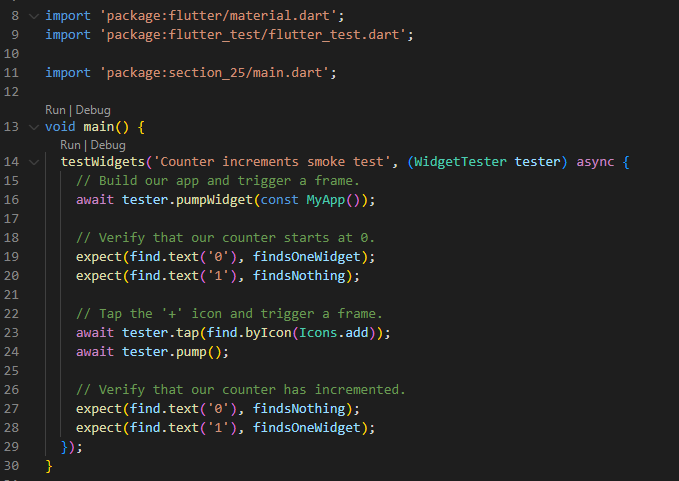 8 import 'package:flutter/material.dart';
9 import 'package:flutter_test/flutter_test.dart';
10
11 import 'package:section_25/main.dart';
12
Run | Debug
13 void main() {
Run | Debug
14 testWidgets('Counter increments smoke test', (WidgetTester tester) async {
15 // Build our app and trigger a frame.
16 await tester.pumpWidget(const MyApp());
17
18 // Verify that our counter starts at 0.
19 expect(find.text('0'), findsOneWidget);
20 expect(find.text('1'), findsNothing);
21
22 // Tap the '+' icon and trigger a frame.
23 await tester.tap(find.byIcon(Icons.add));
24 await tester.pump();
25
26 // Verify that our counter has incremented.
27 expect(find.text('0'), findsNothing);
28 expect(find.text('1'), findsOneWidget);
29 });
30 }